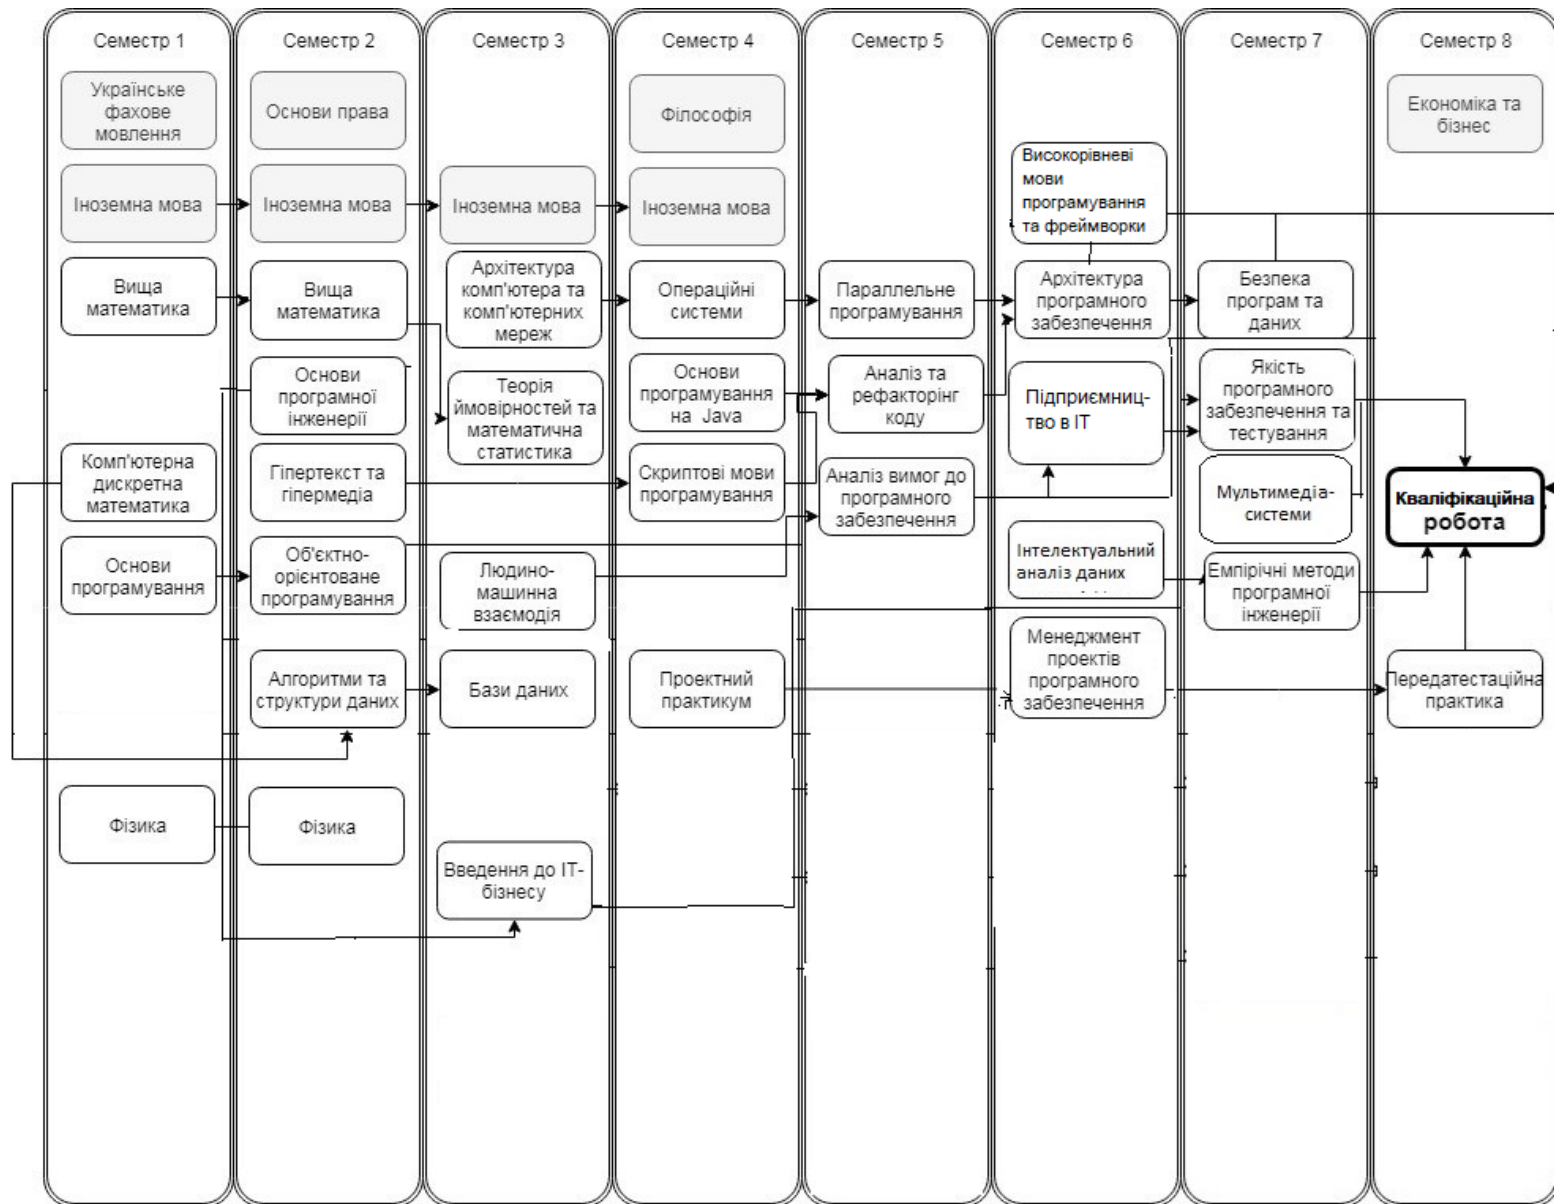 Семестр 1
Українське
фахове
мовлення
Іноземна мова
Вища
математика
Комп'ютерна
дискретна
математика
Основи
програмування
Фізика
Семестр 2
Основи права
Іноземна мова
Вища
математика
Основи
програмної
інженерії
Гіпертекст та
гіпермедіа
Об'єктно-
орієнтоване
програмування
Алгоритми та
структури даних
Фізика
Семестр 3
Іноземна мова
Архітектура
комп'ютера та
комп'ютерних
мереж
Теорія
ймовірностей та
математична
статистика
Людино-
машинна
взаємодія
Бази даних
Введення до ІТ-
бізнесу
Семестр 4
Філософія
Іноземна мова
Операційні
системи
Основи
програмування
на Java
Скриптові мови
програмування
Проектний
практикум
Семестр 5
Параллельне
програмування
Аналіз та
рефакторінг
коду
Аналіз вимог до
програмного
забезпечення
Семестр 6
Високорівневі
мови
програмування
та фреймворки
Архітектура
програмного
забезпечення
Підприємниц-
тво в ІТ
Інтелектуальний
аналіз даних
Менеджмент
проектів
програмного
забезпечення
Семестр 7
Безпека
програм та
даних
Якість
програмного
забезпечення та
тестування
Мультимедіа-
системи
Емпірічні методи
програмної
інженерії
Семестр 8
Економіка та
бізнес
Кваліфікаційна
робота
Передатестаційна
практика